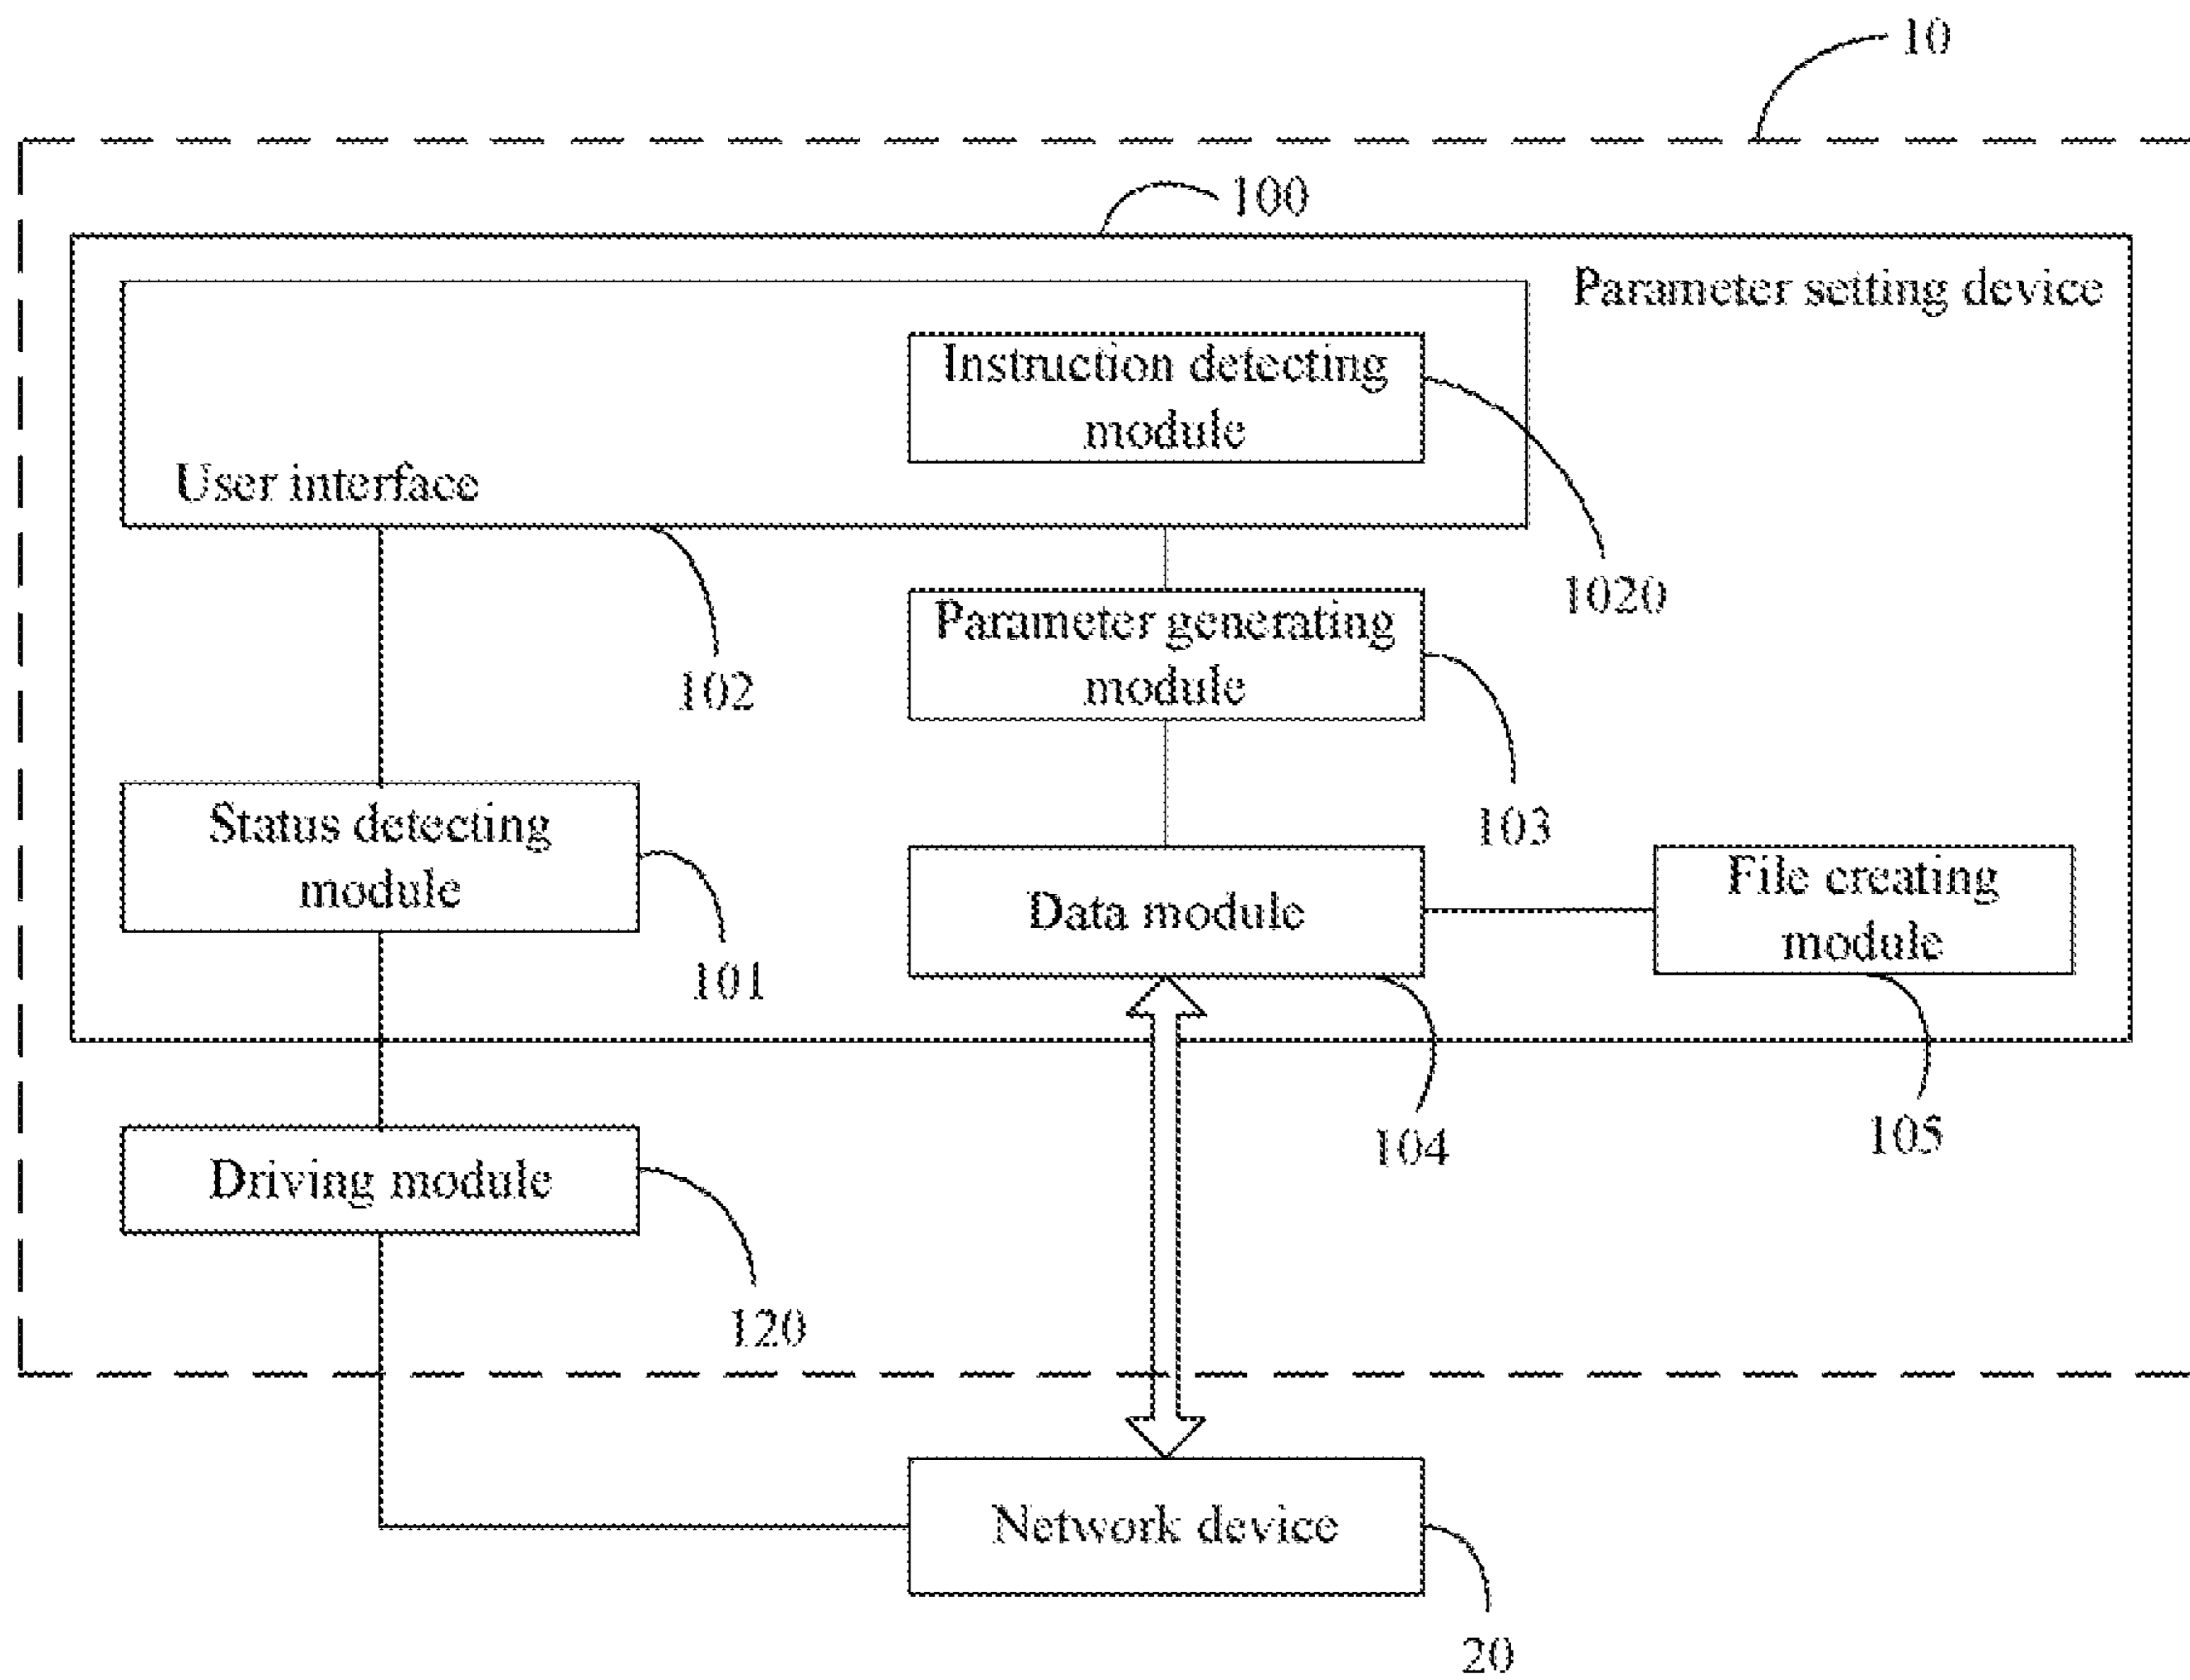 10
100
Parameter setting device
Instruction detecting
module
User interface
1020
Parameter generating
module
102
103
Status detecting
module
File creating
module
Data module
101
104
105
Driving module
120
Network device
20